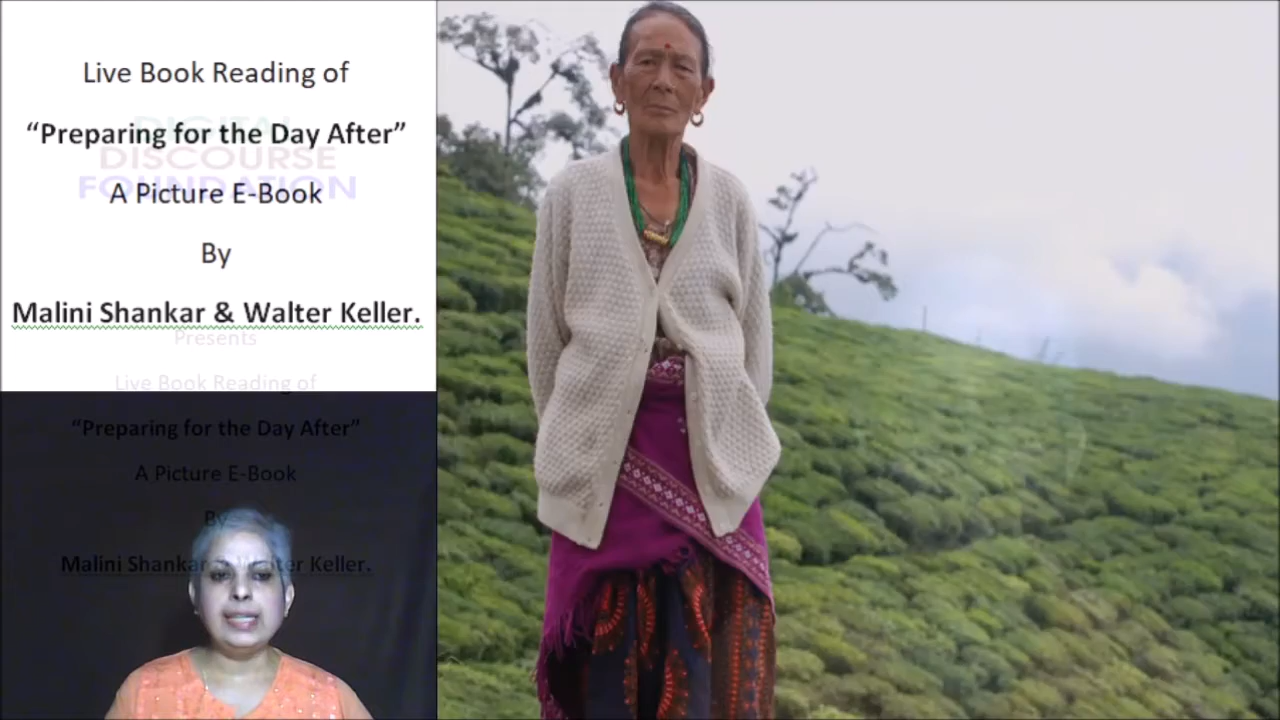 Live Book Reading of
“Preparing for the Day After”
DIGITAL
DISCOURSE
FOUNDATION
A Picture E-Book
By
Malini Shankar & Walter Keller.
Presents
Live Book Reading of
“Preparing for the Day After”
A Picture E-Book
By
Malini Shankar Walter Keller.